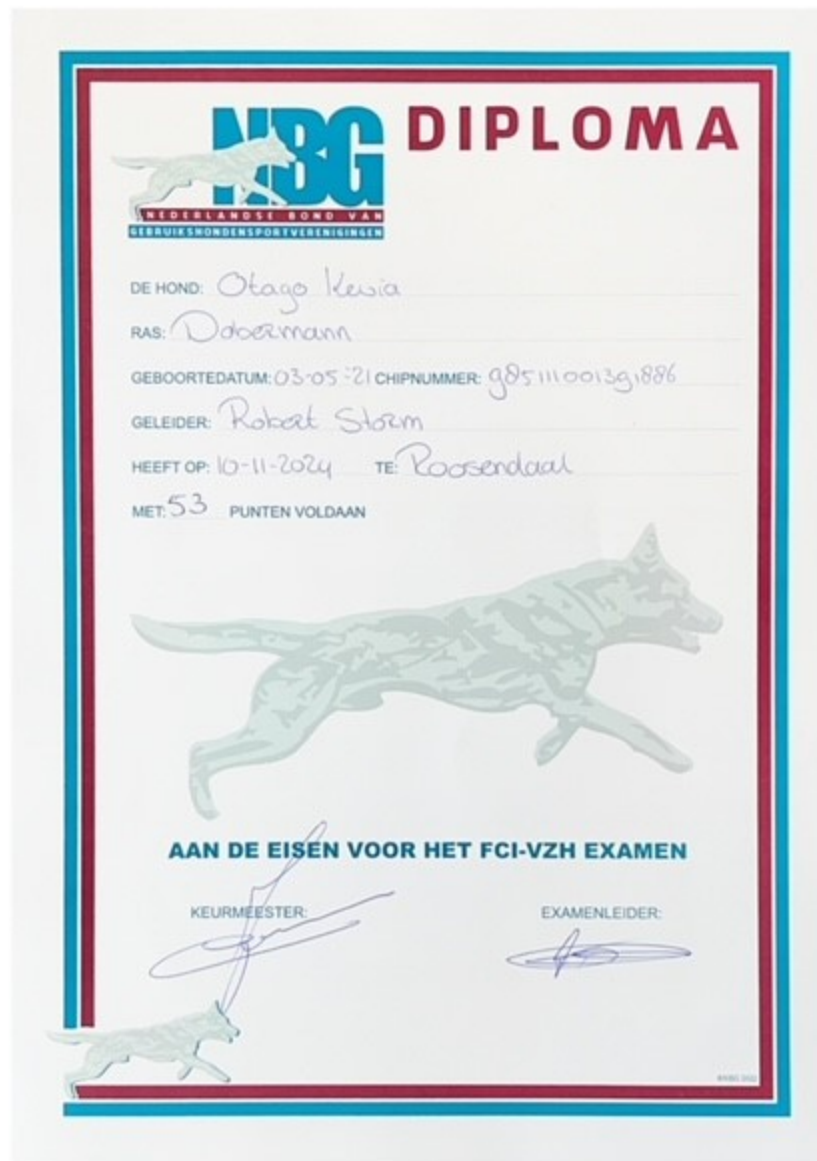 NBG DIPLOMA
NEDERLANDSE BOND VAN
GEBRUIKSHONDENSPORTVERENIGINGEN
DE HOND: Otago Kewia
RAS: Dobermann
GEBOORTEDATUM: 03-05-'21 CHIPNUMMER: 985111001391886
GELEIDER: Robert Storm
HEEFT OP: 10-11-2024 TE: Roosendaal
MET: 53 PUNTEN VOLDAAN
AAN DE EISEN VOOR HET FCI-VZH EXAMEN
KEURMEESTER: EXAMENLEIDER: